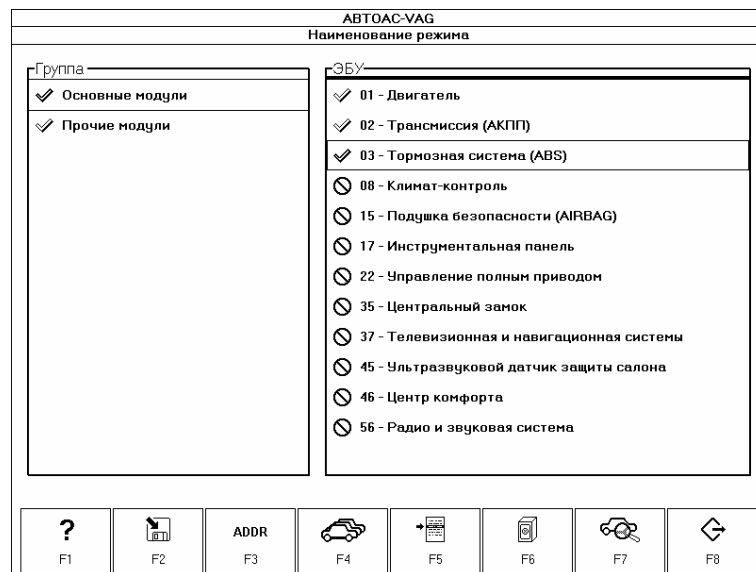 АВТОАС-VAG
Наименование режима
Группа
Основные модули
Прочие модули
ЭБУ
01 - Двигатель
02 - Трансмиссия (АКПП)
03 - Тормозная система (ABS)
08 - Климат-контроль
15 - Подушка безопасности (AIRBAG)
17 - Инструментальная панель
22 - Управление полным приводом
35 - Центральный замок
37 - Телевизионная и навигационная системы
45 - Ультразвуковой датчик защиты салона
46 - Центр комфорта
56 - Радио и звуковая система
?
ADDR
F1 F2 F3 F4 F5 F6 F7 F8